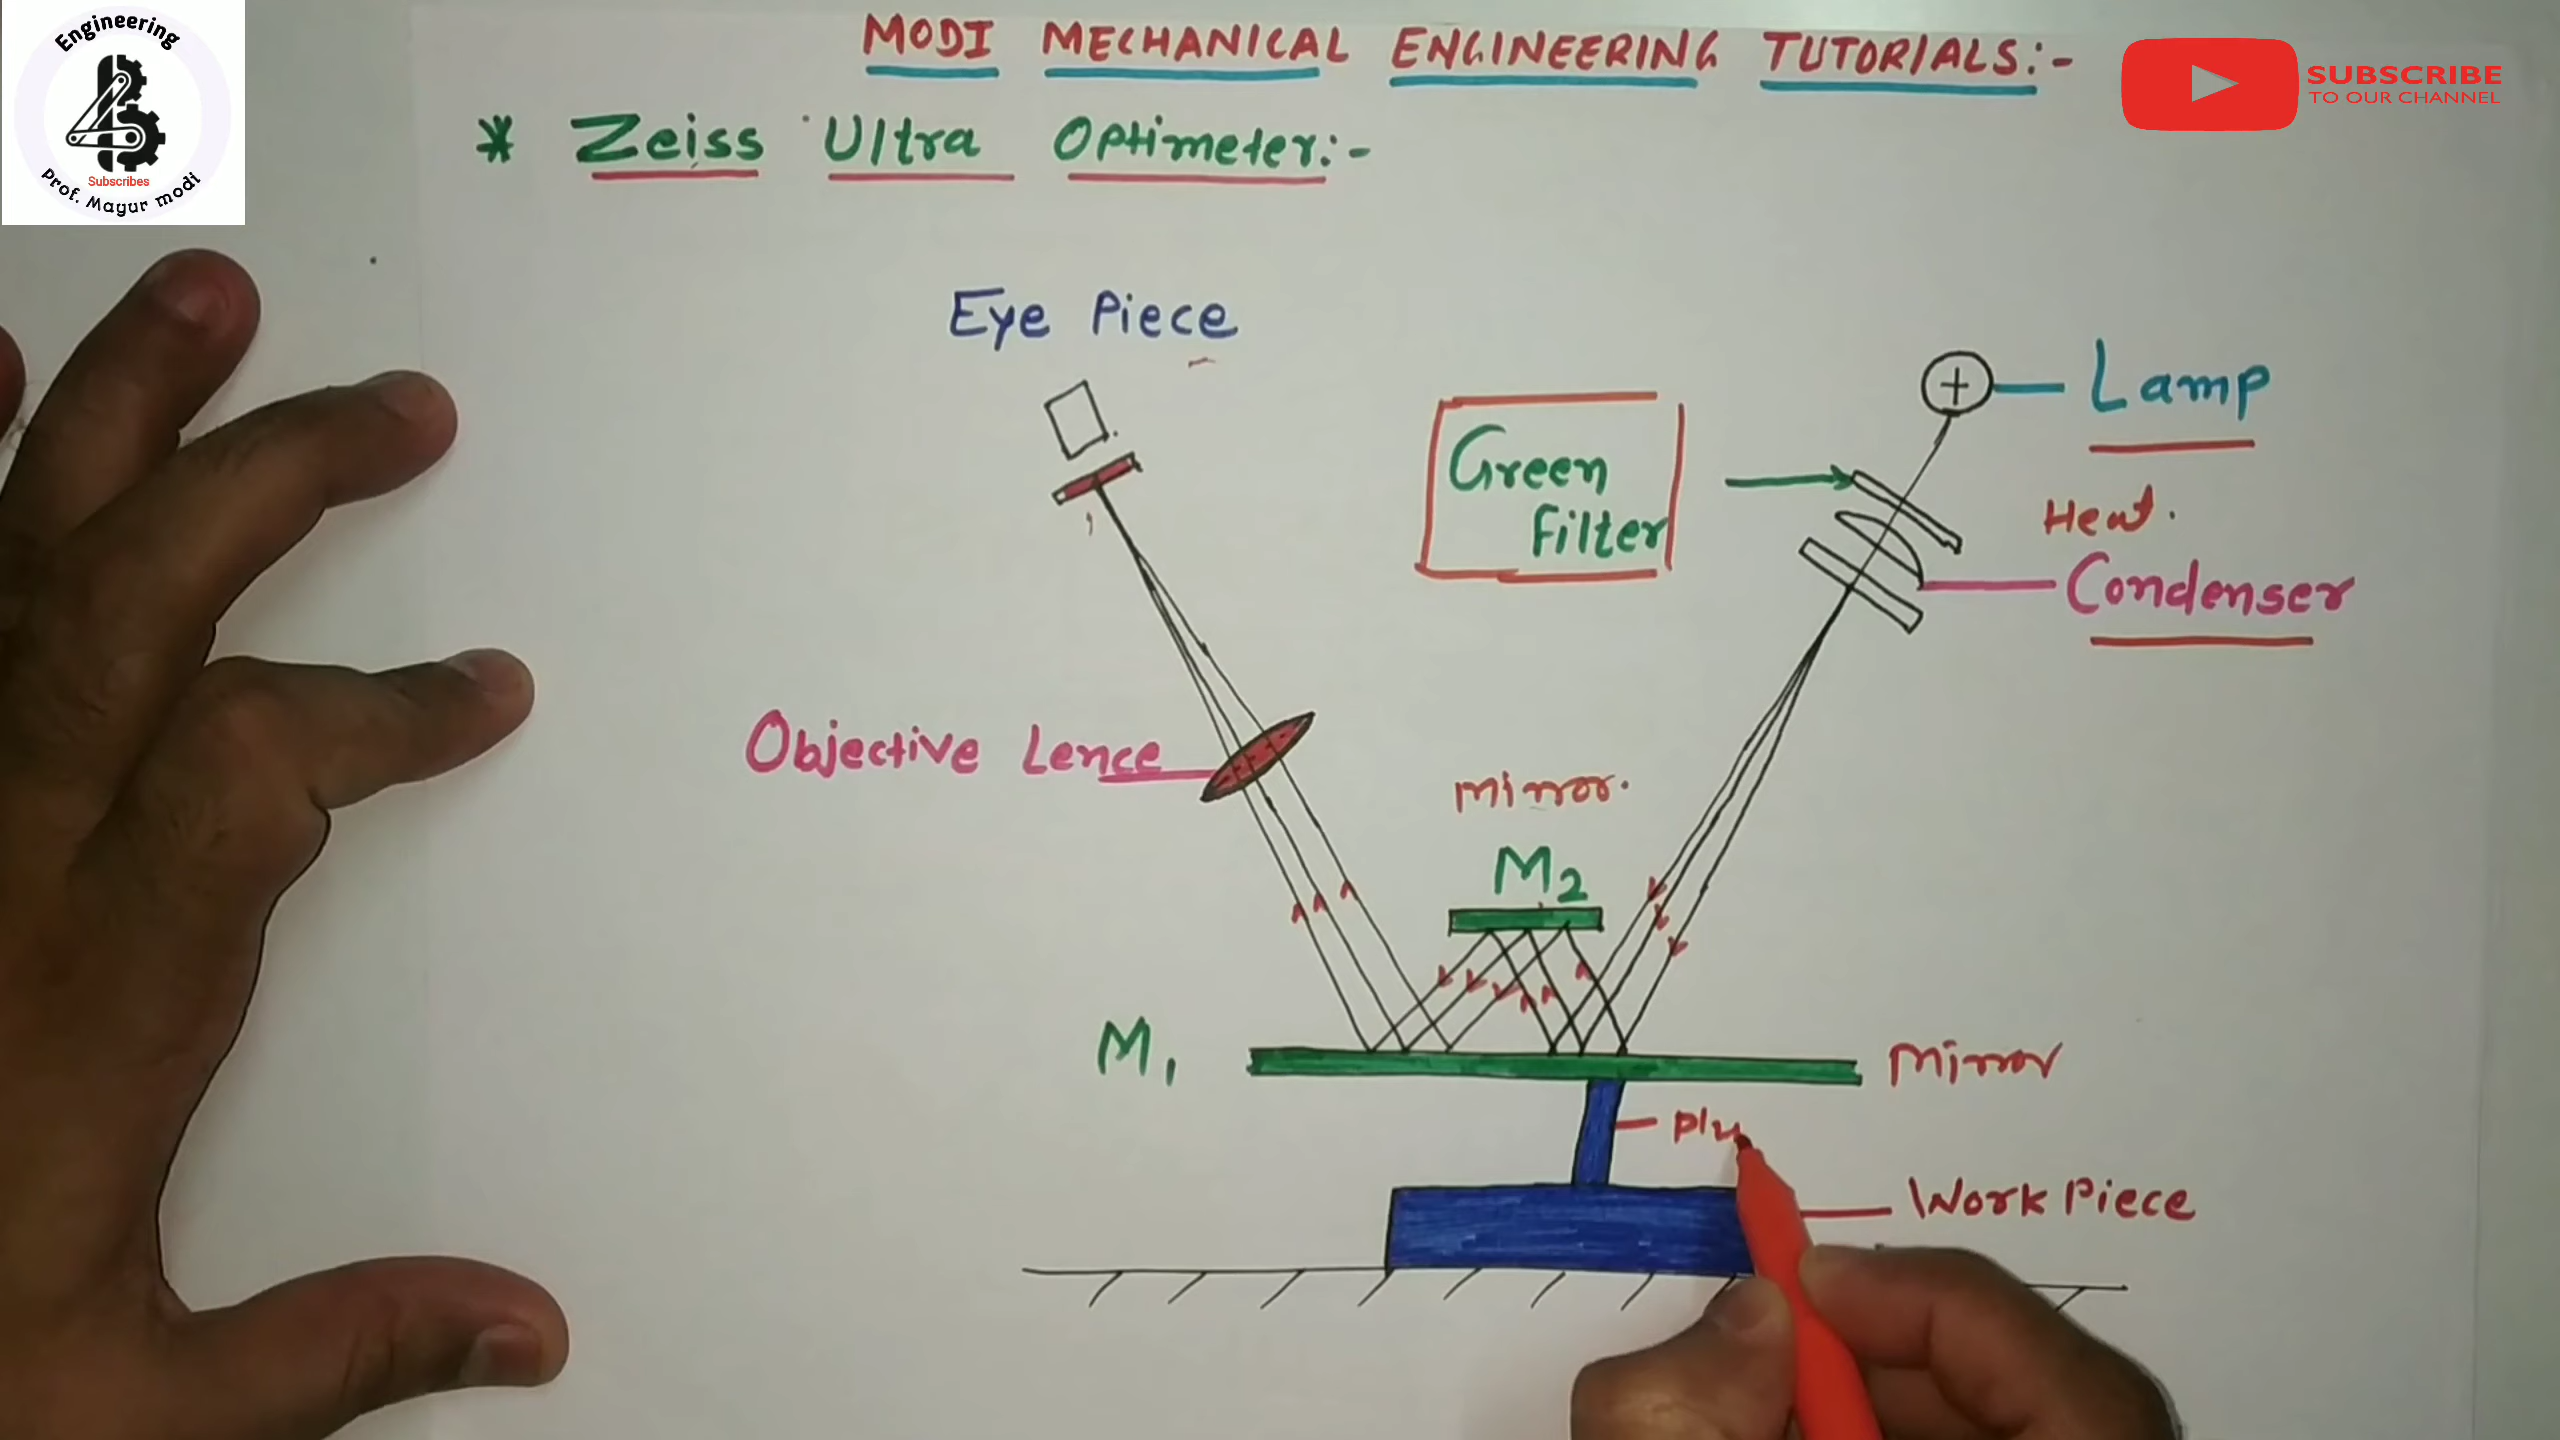 Engineering
Subscribes
Prof. Mayur modi
MODI MECHANICAL ENGINEERING TUTORIALS:-
SUBSCRIBE
TO OUR CHANNEL
* Zeiss Ultra Optimeter:-
Eye Piece
Lamp
Green
Filter
Heat.
Condenser
Objective Lence
Mirror.
M2
M1
Mirror
Plu
Work Piece